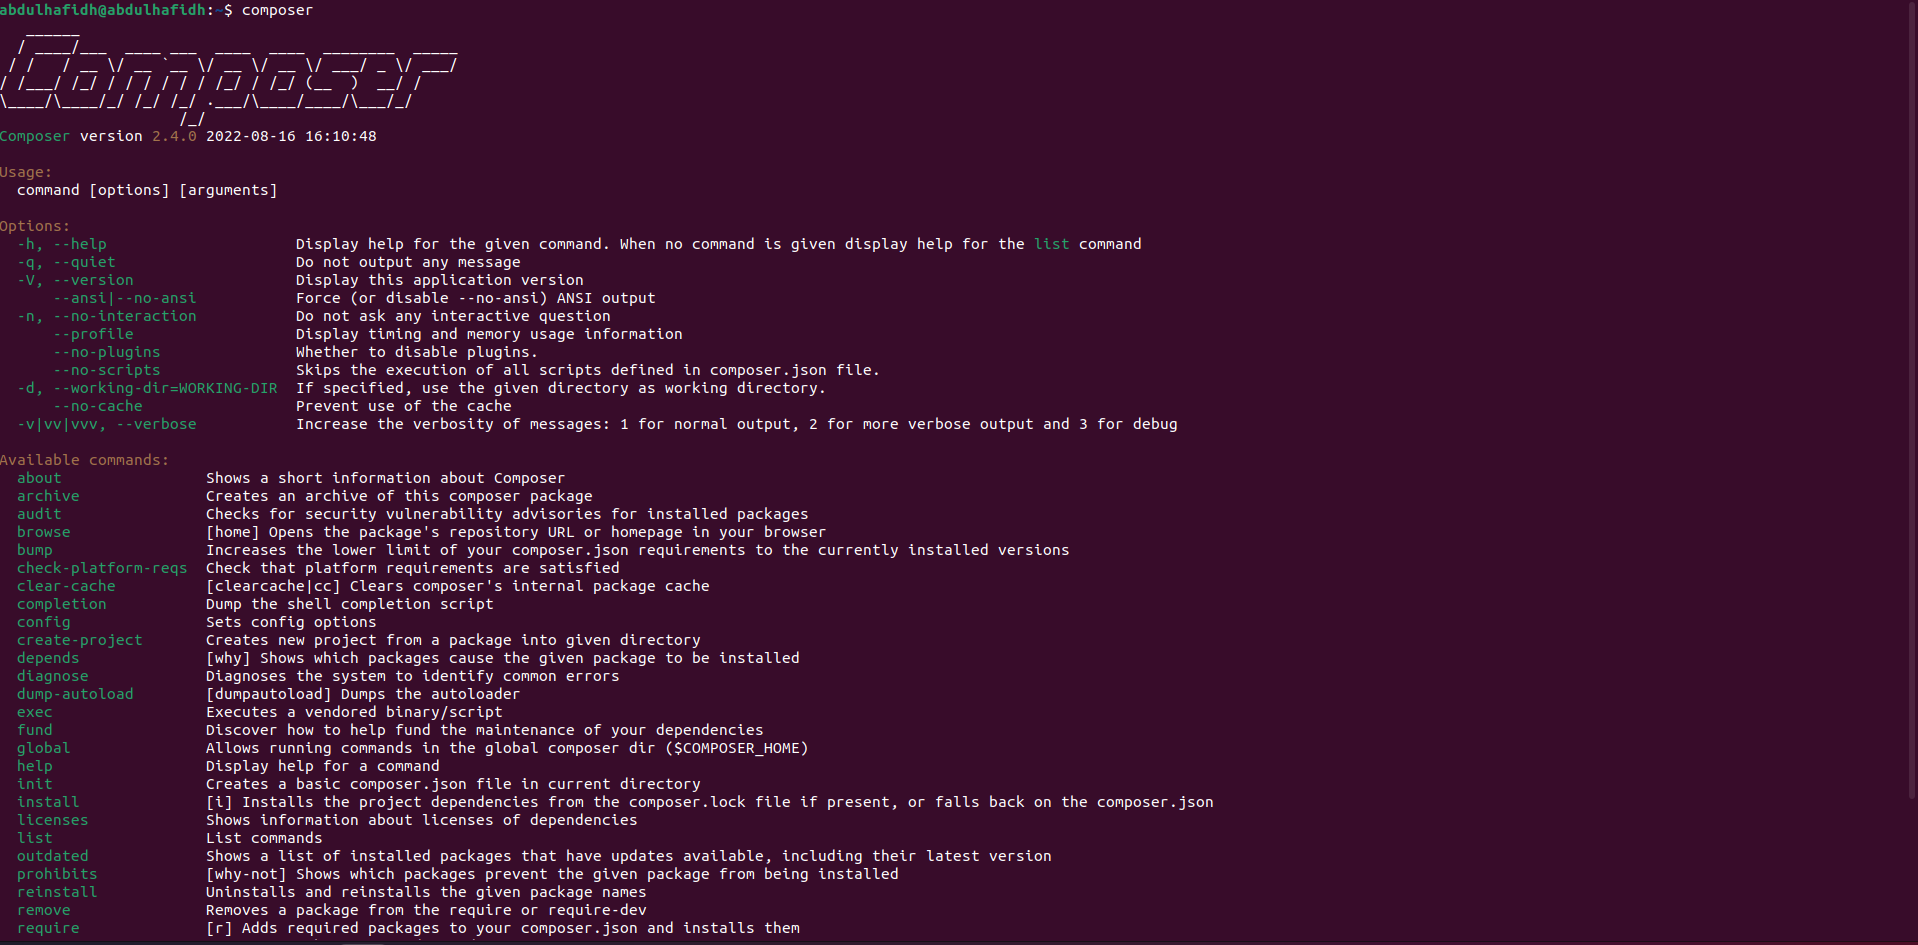 abdulhafidh@abdulhafidh:~$ composer
   ______
  / ____/___  ____ ___  ____  ____  ________  _____
 / /   / __ \/ __ `__ \/ __ \/ __ \/ ___/ _ \/ ___/
/ /___/ /_/ / / / / / / /_/ / /_/ (__  )  __/ /
\____/\____/_/ /_/ /_/ .___/\____/____/\___/_/
                    /_/
Composer version 2.4.0 2022-08-16 16:10:48

Usage:
  command [options] [arguments]

Options:
  -h, --help                     Display help for the given command. When no command is given display help for the list command
  -q, --quiet                    Do not output any message
  -V, --version                  Display this application version
      --ansi|--no-ansi           Force (or disable --no-ansi) ANSI output
  -n, --no-interaction           Do not ask any interactive question
      --profile                  Display timing and memory usage information
      --no-plugins               Whether to disable plugins.
      --no-scripts               Skips the execution of all scripts defined in composer.json file.
  -d, --working-dir=WORKING-DIR  If specified, use the given directory as working directory.
      --no-cache                 Prevent use of the cache
  -v|vv|vvv, --verbose           Increase the verbosity of messages: 1 for normal output, 2 for more verbose output and 3 for debug

Available commands:
  about                Shows a short information about Composer
  archive              Creates an archive of this composer package
  audit                Checks for security vulnerability advisories for installed packages
  browse               [home] Opens the package's repository URL or homepage in your browser
  bump                 Increases the lower limit of your composer.json requirements to the currently installed versions
  check-platform-reqs  Check that platform requirements are satisfied
  clear-cache          [clearcache|cc] Clears composer's internal package cache
  completion           Dump the shell completion script
  config               Sets config options
  create-project       Creates new project from a package into given directory
  depends              [why] Shows which packages cause the given package to be installed
  diagnose             Diagnoses the system to identify common errors
  dump-autoload        [dumpautoload] Dumps the autoloader
  exec                 Executes a vendored binary/script
  fund                 Discover how to help fund the maintenance of your dependencies
  global               Allows running commands in the global composer dir ($COMPOSER_HOME)
  help                 Display help for a command
  init                 Creates a basic composer.json file in current directory
  install              [i] Installs the project dependencies from the composer.lock file if present, or falls back on the composer.json
  licenses             Shows information about licenses of dependencies
  list                 List commands
  outdated             Shows a list of installed packages that have updates available, including their latest version
  prohibits            [why-not] Shows which packages prevent the given package from being installed
  reinstall            Uninstalls and reinstalls the given package names
  remove               Removes a package from the require or require-dev
  require              [r] Adds required packages to your composer.json and installs them